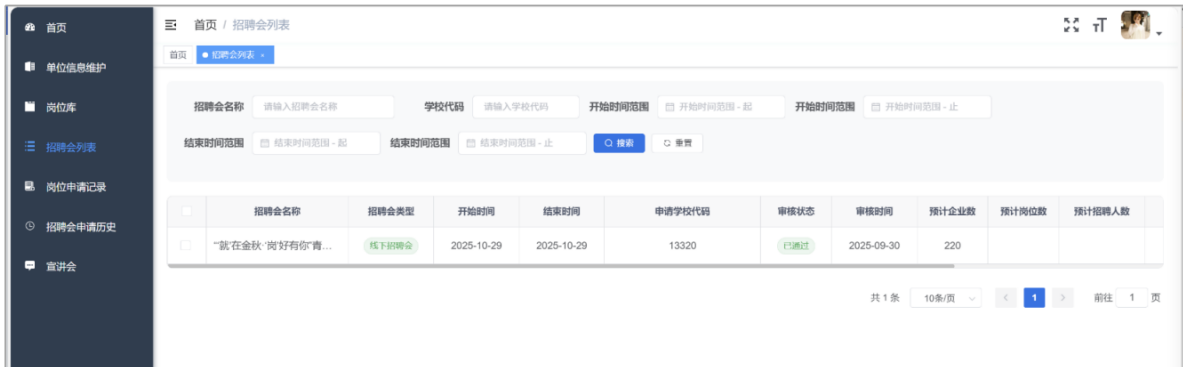 首页
单位信息维护
岗位库
招聘会列表
岗位申请记录
招聘会申请历史
宣讲会
首页 / 招聘会列表
首页 招聘会列表 ×
招聘会名称 请输入招聘会名称 学校代码 请输入学校代码 开始时间范围 开始时间范围 - 起 开始时间范围 开始时间范围 - 止
结束时间范围 结束时间范围 - 起 结束时间范围 结束时间范围 - 止 搜索 重置
招聘会名称 招聘会类型 开始时间 结束时间 申请学校代码 审核状态 审核时间 预计企业数 预计岗位数 预计招聘人数
“‘就’在金秋·‘岗’好有你”青... 线下招聘会 2025-10-29 2025-10-29 13320 已通过 2025-09-30 220
共 1 条 10条/页 < 1 > 前往 1 页